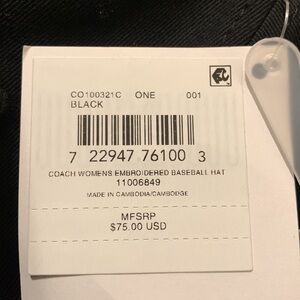 CO100321C ONE 001
BLACK
7 22947 76100 3
COACH WOMENS EMBROIDERED BASEBALL HAT
11006849
MADE IN CAMBODIA/CAMBODGE
MFSRP
$75.00 USD